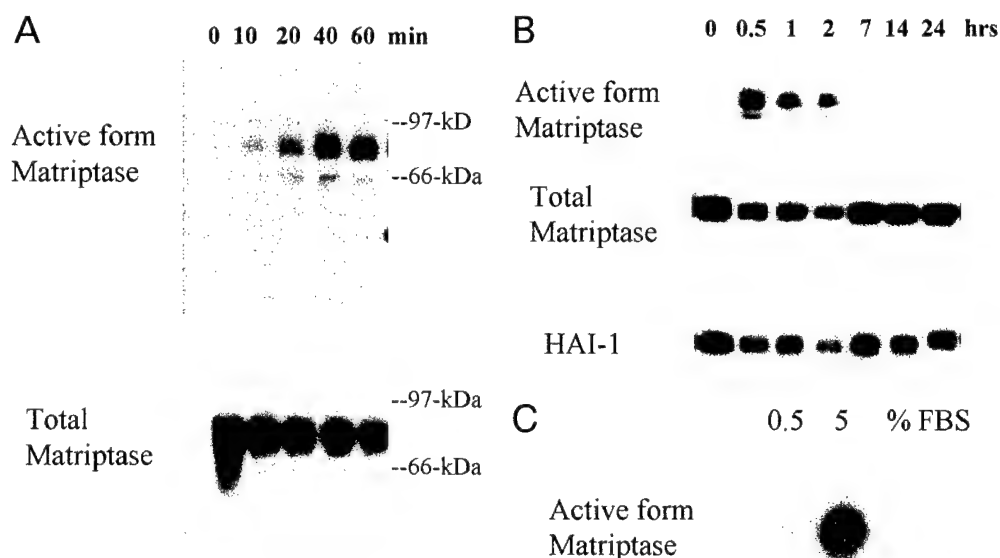 A
0 10 20 40 60 min
Active form
Matriptase
--97-kD
--66-kDa
Total
Matriptase
--97-kDa
--66-kDa
B
0 0.5 1 2 7 14 24 hrs
Active form
Matriptase
Total
Matriptase
HAI-1
C
0.5 5 % FBS
Active form
Matriptase